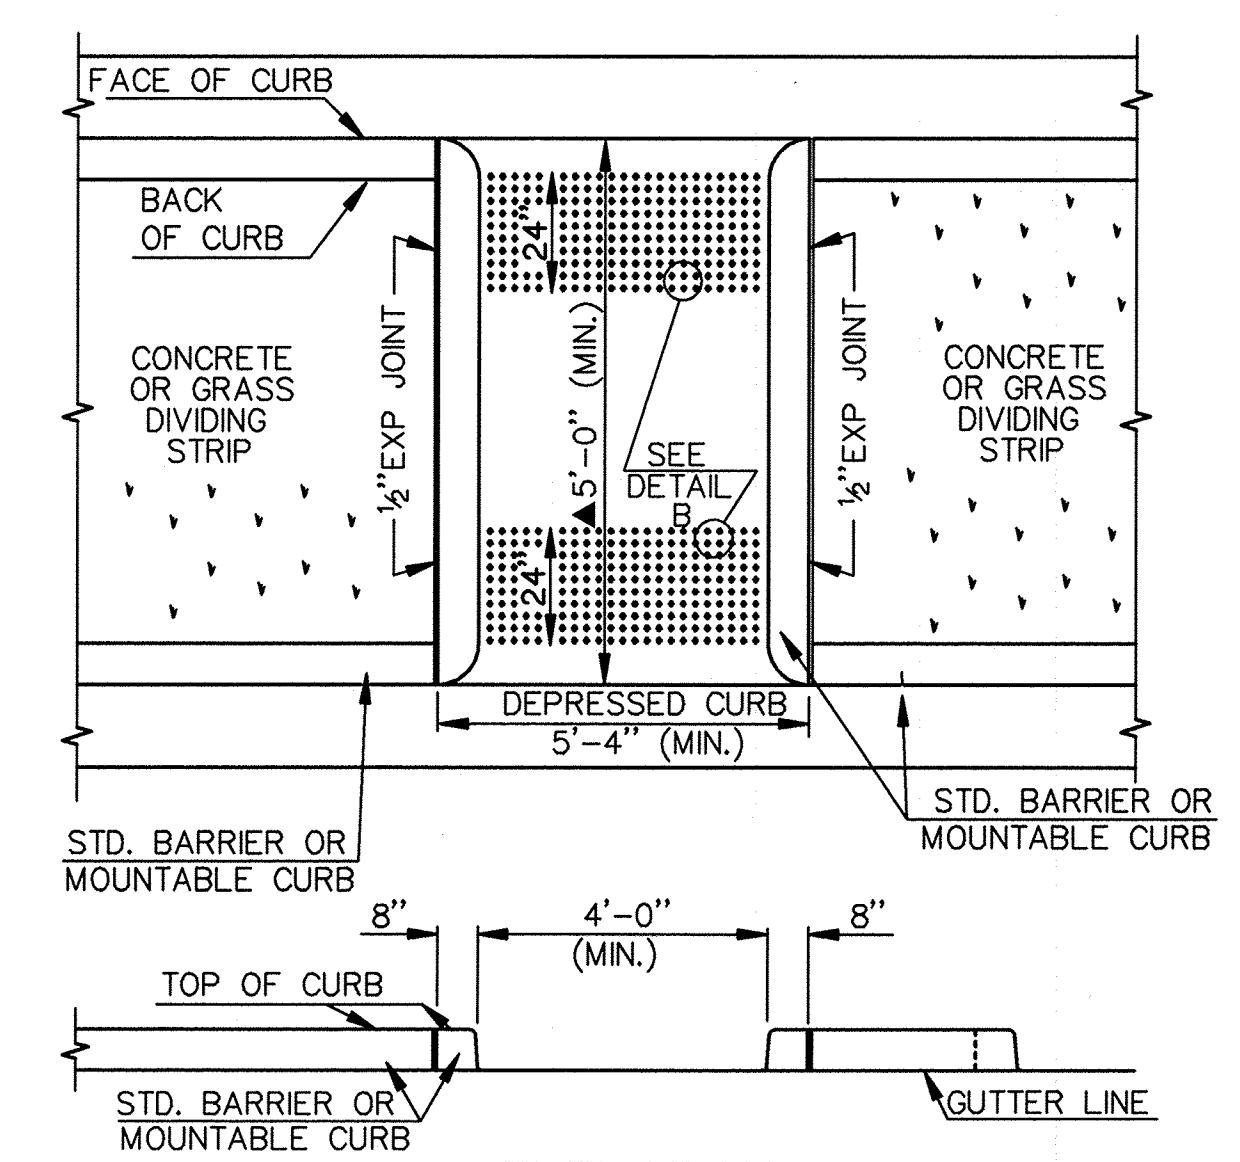 FACE OF CURB
BACK
OF CURB
CONCRETE
OR GRASS
DIVIDING
STRIP
½" EXP JOINT
24"
▲5'-0" (MIN.)
SEE
DETAIL
B
24"
½" EXP JOINT
CONCRETE
OR GRASS
DIVIDING
STRIP
DEPRESSED CURB
5'-4" (MIN.)
STD. BARRIER OR
MOUNTABLE CURB
STD. BARRIER OR
MOUNTABLE CURB
8"
4'-0"
(MIN.)
8"
TOP OF CURB
STD. BARRIER OR
MOUNTABLE CURB
GUTTER LINE